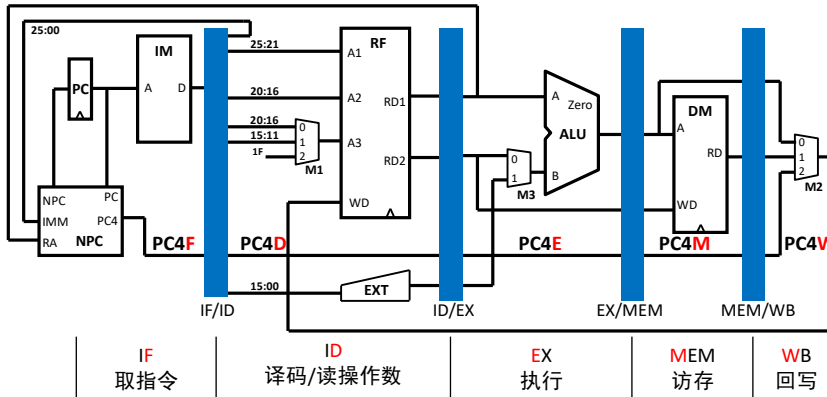 25:00
IM
PC
A
D
NPC
PC
IMM
PC4
RA
NPC
PC4F
IF/ID
25:21
20:16
20:16
15:11
1F
0
1
2
M1
RF
A1
A2
A3
WD
RD1
RD2
PC4D
15:00
EXT
ID/EX
0
1
M3
A
Zero
ALU
B
PC4E
EX/MEM
DM
A
RD
WD
PC4M
MEM/WB
0
1
2
M2
PC4W
IF
取指令
ID
译码/读操作数
EX
执行
MEM
访存
WB
回写